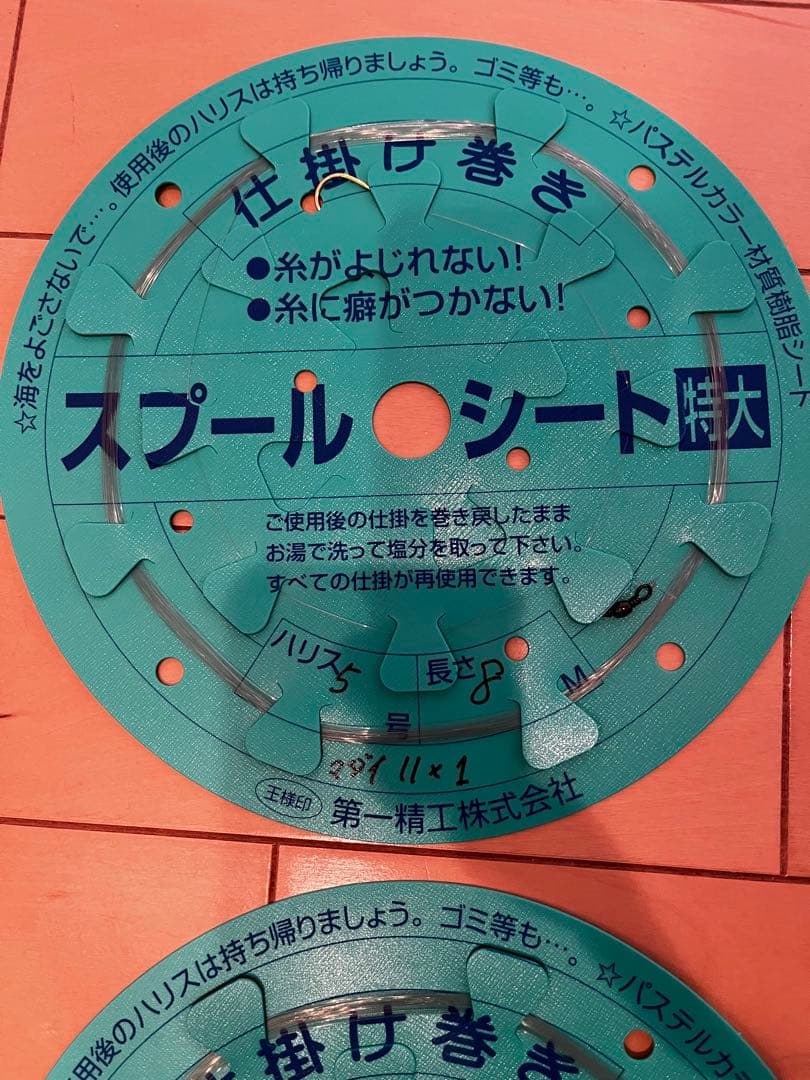 ☆海をよごさないで…。使用後のハリスは持ち帰りましょう。ゴミ等も…。☆パステルカラー材質樹脂シート
仕掛け巻き
●糸がよじれない!
●糸に癖がつかない!
スプールシート特大
ご使用後の仕掛を巻き戻したまま
お湯で洗って塩分を取って下さい。
すべての仕掛が再使用できます。
ハリス5号 長さ8M
マダイ11×1
王様印 第一精工株式会社
使用後のハリスは持ち帰りましょう。ゴミ等も…。☆パステルカラ
仕掛け巻き